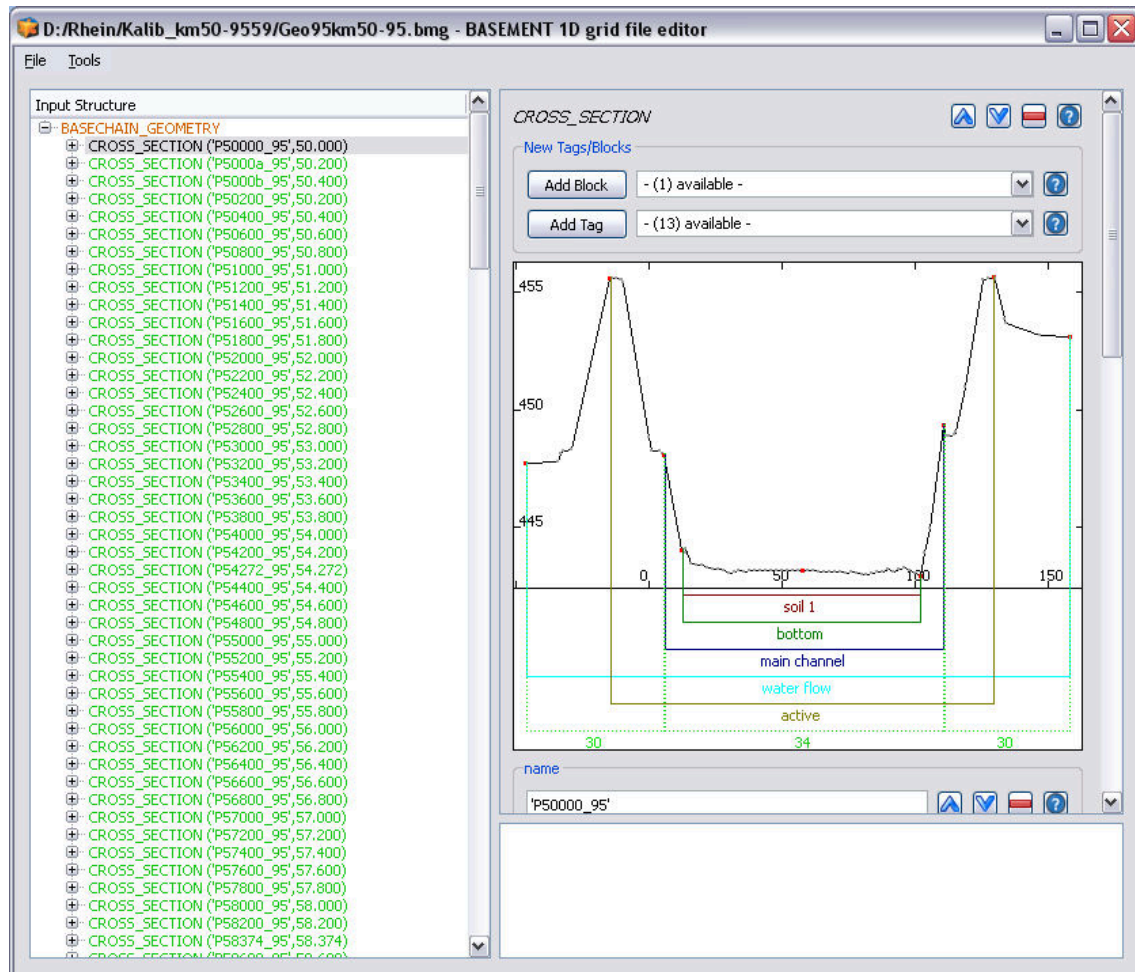 D:/Rhein/Kalib_km50-9559/Geo95km50-95.bmg - BASEMENT 1D grid file editor
File Tools
Input Structure
BASECHAIN_GEOMETRY
CROSS_SECTION ('P50000_95',50.000)
CROSS_SECTION ('P5000a_95',50.200)
CROSS_SECTION ('P5000b_95',50.400)
CROSS_SECTION ('P50200_95',50.200)
CROSS_SECTION ('P50400_95',50.400)
CROSS_SECTION ('P50600_95',50.600)
CROSS_SECTION ('P50800_95',50.800)
CROSS_SECTION ('P51000_95',51.000)
CROSS_SECTION ('P51200_95',51.200)
CROSS_SECTION ('P51400_95',51.400)
CROSS_SECTION ('P51600_95',51.600)
CROSS_SECTION ('P51800_95',51.800)
CROSS_SECTION ('P52000_95',52.000)
CROSS_SECTION ('P52200_95',52.200)
CROSS_SECTION ('P52400_95',52.400)
CROSS_SECTION ('P52600_95',52.600)
CROSS_SECTION ('P52800_95',52.800)
CROSS_SECTION ('P53000_95',53.000)
CROSS_SECTION ('P53200_95',53.200)
CROSS_SECTION ('P53400_95',53.400)
CROSS_SECTION ('P53600_95',53.600)
CROSS_SECTION ('P53800_95',53.800)
CROSS_SECTION ('P54000_95',54.000)
CROSS_SECTION ('P54200_95',54.200)
CROSS_SECTION ('P54272_95',54.272)
CROSS_SECTION ('P54400_95',54.400)
CROSS_SECTION ('P54600_95',54.600)
CROSS_SECTION ('P54800_95',54.800)
CROSS_SECTION ('P55000_95',55.000)
CROSS_SECTION ('P55200_95',55.200)
CROSS_SECTION ('P55400_95',55.400)
CROSS_SECTION ('P55600_95',55.600)
CROSS_SECTION ('P55800_95',55.800)
CROSS_SECTION ('P56000_95',56.000)
CROSS_SECTION ('P56200_95',56.200)
CROSS_SECTION ('P56400_95',56.400)
CROSS_SECTION ('P56600_95',56.600)
CROSS_SECTION ('P56800_95',56.800)
CROSS_SECTION ('P57000_95',57.000)
CROSS_SECTION ('P57200_95',57.200)
CROSS_SECTION ('P57400_95',57.400)
CROSS_SECTION ('P57600_95',57.600)
CROSS_SECTION ('P57800_95',57.800)
CROSS_SECTION ('P58000_95',58.000)
CROSS_SECTION ('P58200_95',58.200)
CROSS_SECTION ('P58374_95',58.374)
CROSS_SECTION
New Tags/Blocks
Add Block - (1) available -
Add Tag - (13) available -
455
450
445
0 50 100 150
soil 1
bottom
main channel
water flow
active
30 34 30
name
'P50000_95'